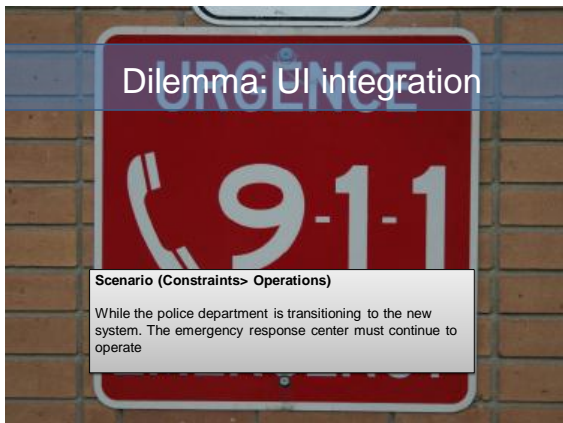 URGENCE
Dilemma: UI integration
9-1-1
Scenario (Constraints> Operations)
While the police department is transitioning to the new
system. The emergency response center must continue to
operate